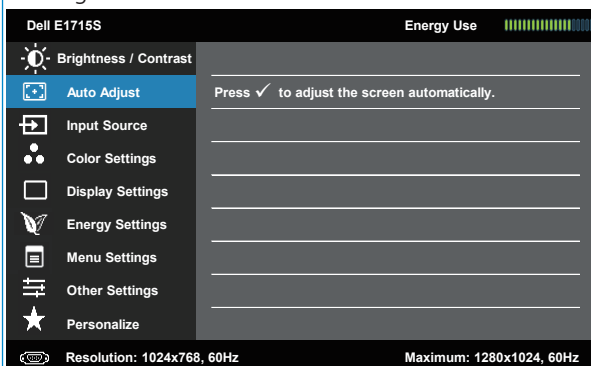 Dell E1715S Energy Use
Brightness / Contrast
Auto Adjust Press ✓ to adjust the screen automatically.
Input Source
Color Settings
Display Settings
Energy Settings
Menu Settings
Other Settings
Personalize
Resolution: 1024x768, 60Hz Maximum: 1280x1024, 60Hz